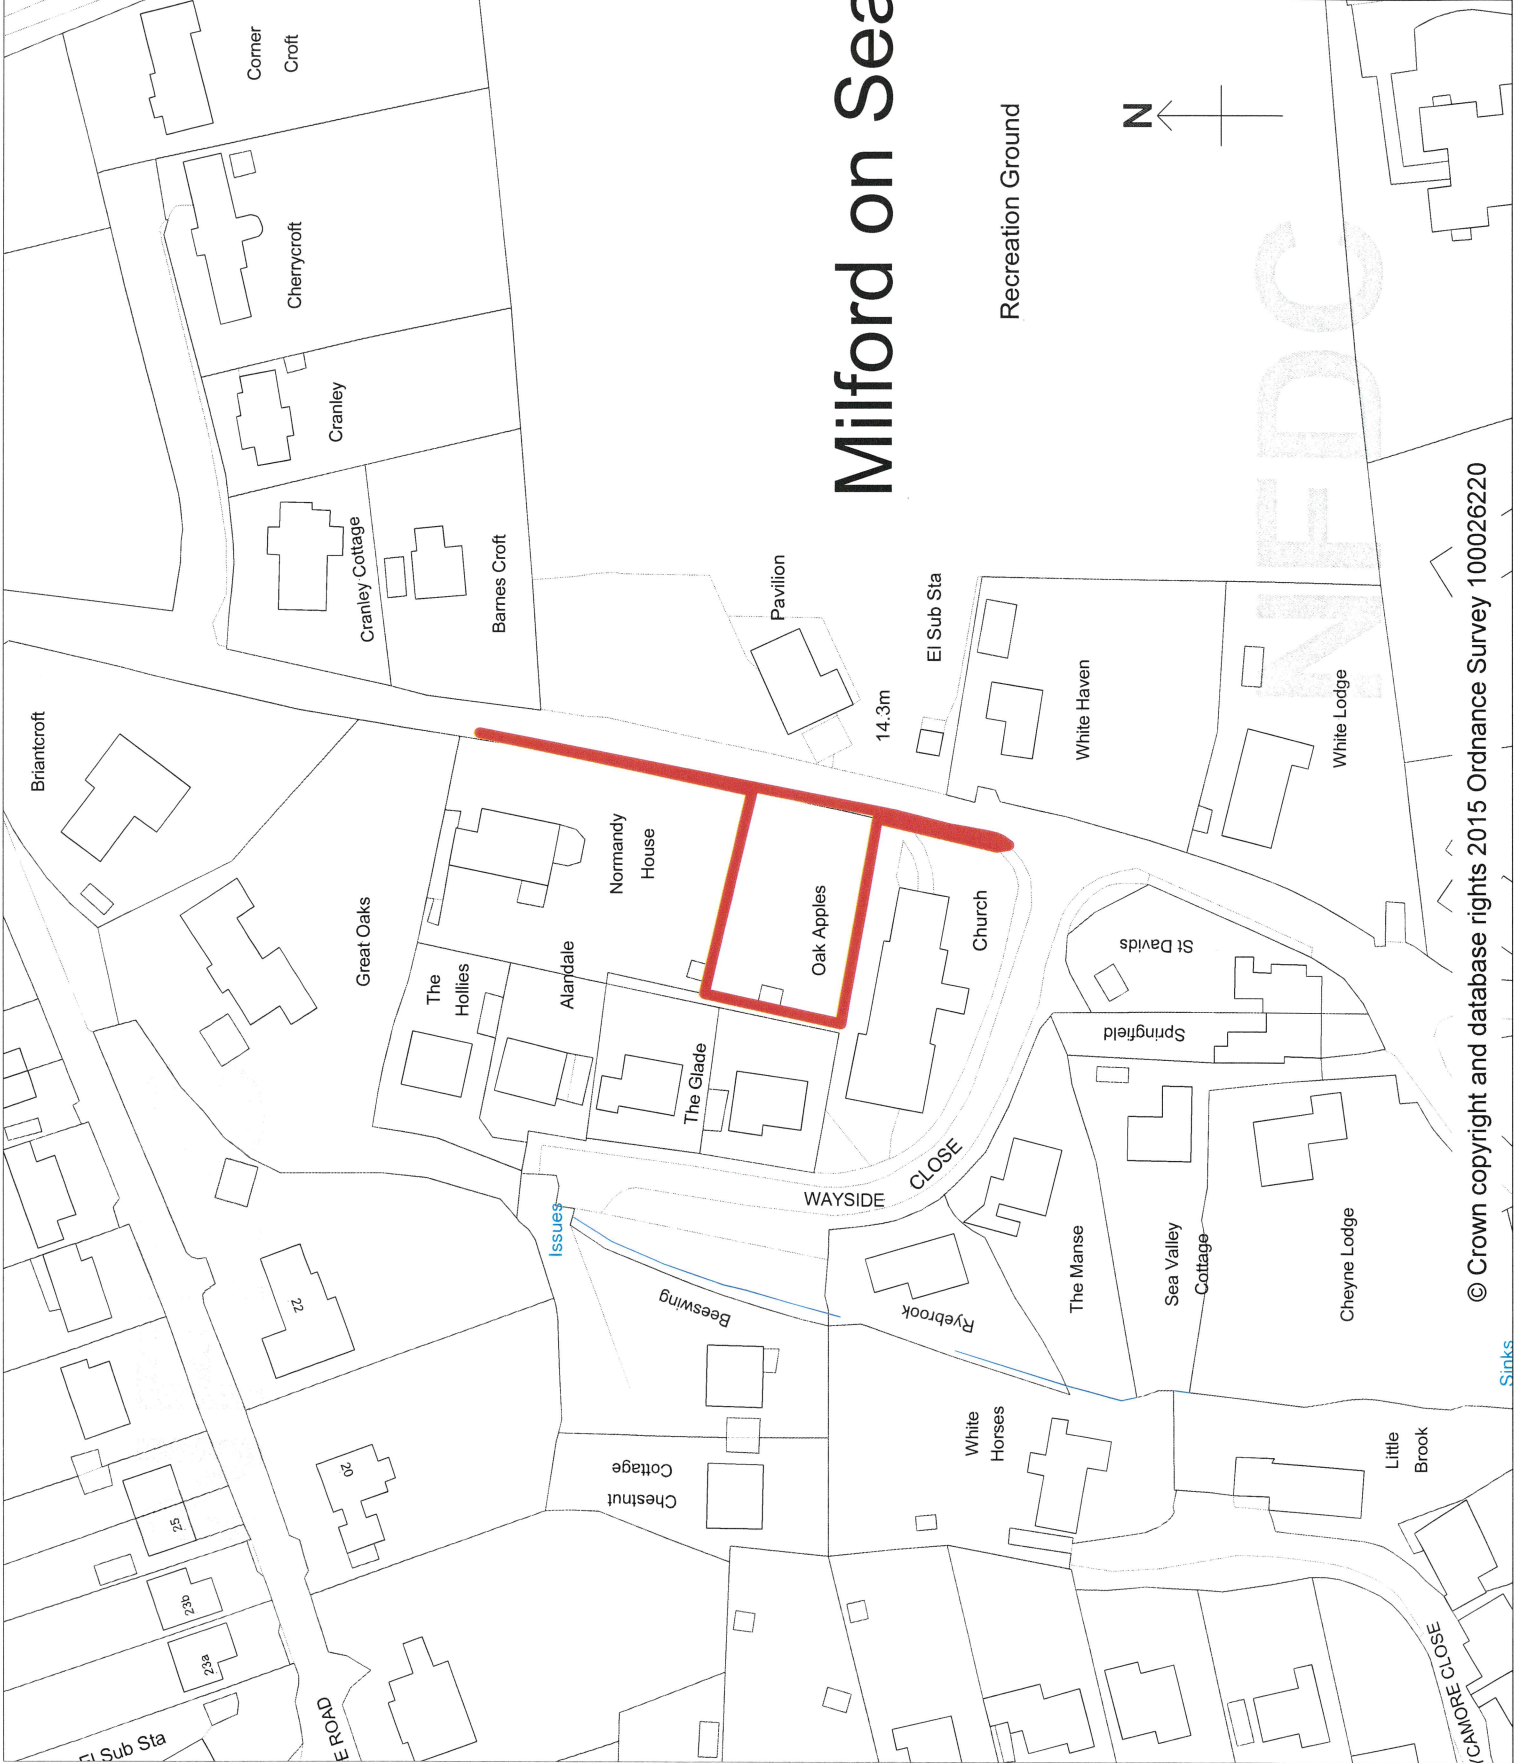 Corner
Croft
Cherrycroft
Cranley
Cranley Cottage
Barnes Croft
Milford on Sea
Recreation Ground
N
Briantcroft
Great Oaks
Normandy
House
The
Hollies
Alandale
The Glade
Oak Apples
Church
Pavilion
14.3m
El Sub Sta
White Haven
White Lodge
NFDC
St Davids
Springfield
WAYSIDE
CLOSE
Issues
Beeswing
Ryebrook
The Manse
Sea Valley
Cottage
Cheyne Lodge
Sinks
22
20
25
23b
23a
Chestnut
Cottage
White
Horses
Little
Brook
El Sub Sta
E ROAD
CAMORE CLOSE
© Crown copyright and database rights 2015 Ordnance Survey 100026220